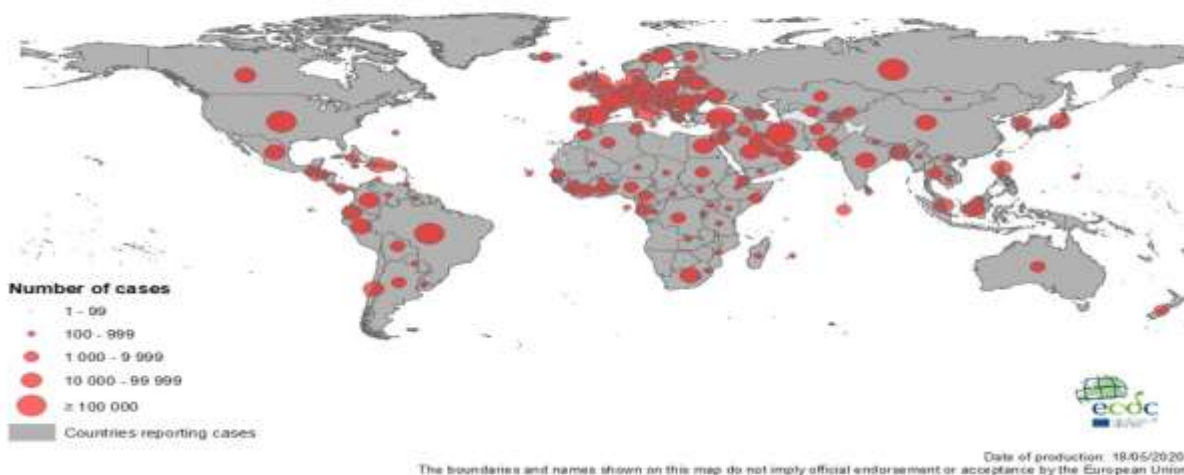 Number of cases
1 - 99
100 - 999
1 000 - 9 999
10 000 - 99 999
≥ 100 000
Countries reporting cases
ecdc
Date of production: 18/05/2020
The boundaries and names shown on this map do not imply official endorsement or acceptance by the European Union